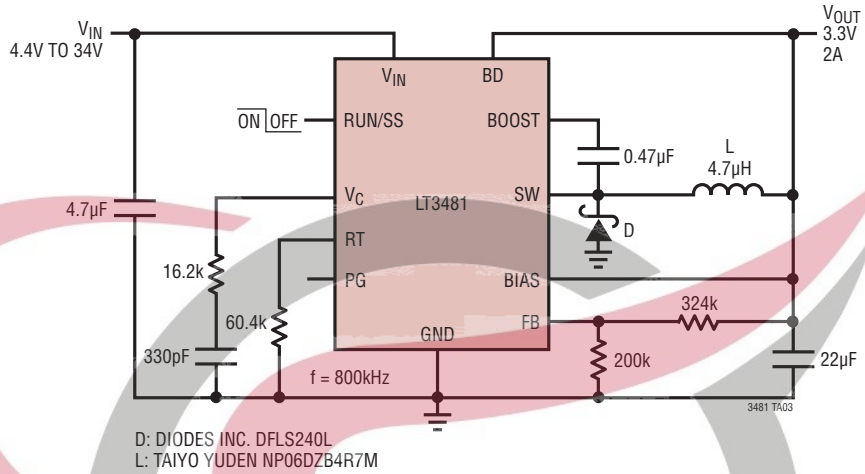 VIN
4.4V TO 34V
VOUT
3.3V
2A
VIN
BD
ON OFF
RUN/SS
BOOST
0.47µF
L
4.7µH
VC
LT3481
SW
4.7µF
RT
D
16.2k
PG
BIAS
60.4k
324k
GND
FB
330pF
f = 800kHz
200k
22µF
3481 TA03
D: DIODES INC. DFLS240L
L: TAIYO YUDEN NP06DZB4R7M